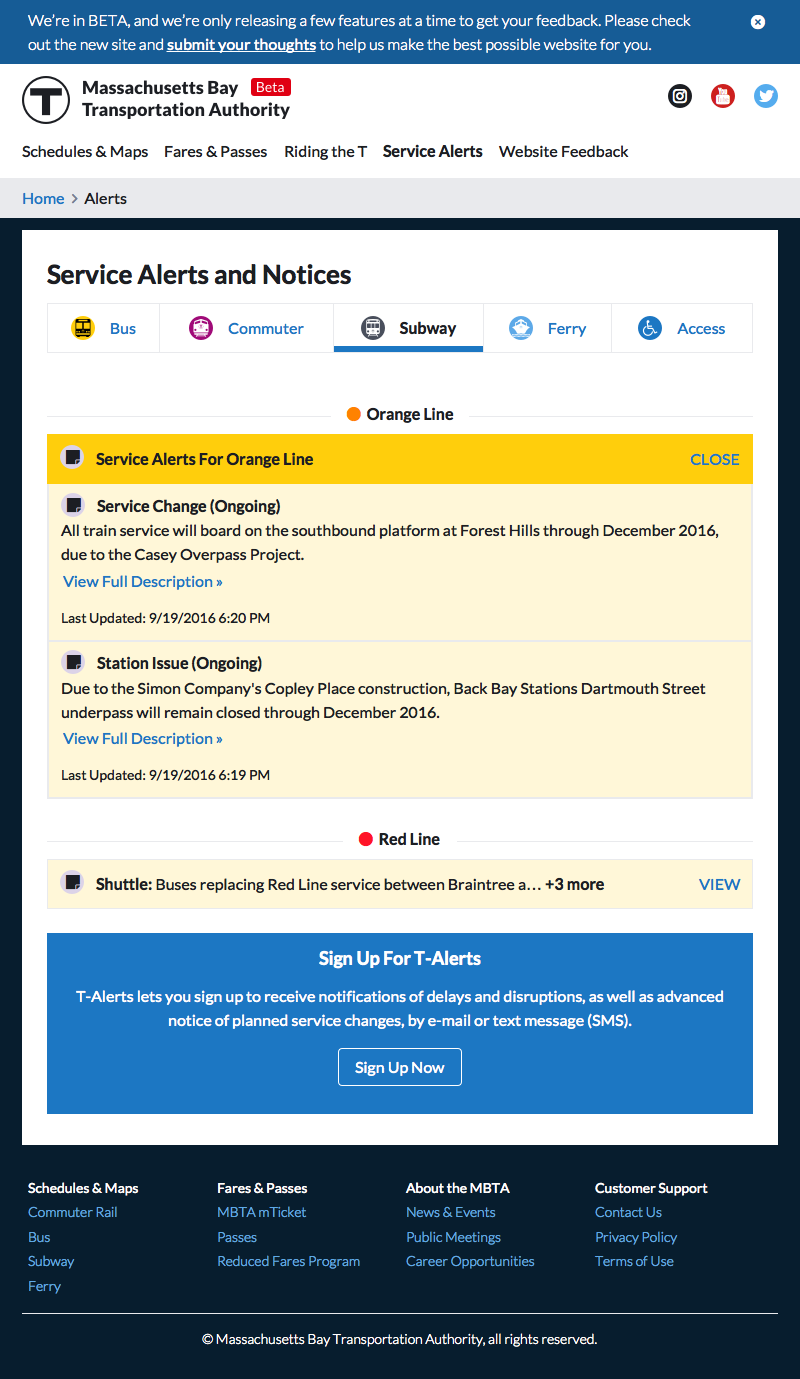 We’re in BETA, and we’re only releasing a few features at a time to get your feedback. Please check
out the new site and submit your thoughts to help us make the best possible website for you.
T
Massachusetts Bay Beta
Transportation Authority
Schedules & Maps Fares & Passes Riding the T Service Alerts Website Feedback
Home > Alerts
Service Alerts and Notices
Bus Commuter Subway Ferry Access
Orange Line
Service Alerts For Orange Line CLOSE
Service Change (Ongoing)
All train service will board on the southbound platform at Forest Hills through December 2016,
due to the Casey Overpass Project.
View Full Description »
Last Updated: 9/19/2016 6:20 PM
Station Issue (Ongoing)
Due to the Simon Company's Copley Place construction, Back Bay Stations Dartmouth Street
underpass will remain closed through December 2016.
View Full Description »
Last Updated: 9/19/2016 6:19 PM
Red Line
Shuttle: Buses replacing Red Line service between Braintree a… +3 more VIEW
Sign Up For T-Alerts
T-Alerts lets you sign up to receive notifications of delays and disruptions, as well as advanced
notice of planned service changes, by e-mail or text message (SMS).
Sign Up Now
Schedules & Maps Fares & Passes About the MBTA Customer Support
Commuter Rail MBTA mTicket News & Events Contact Us
Bus Passes Public Meetings Privacy Policy
Subway Reduced Fares Program Career Opportunities Terms of Use
Ferry
© Massachusetts Bay Transportation Authority, all rights reserved.